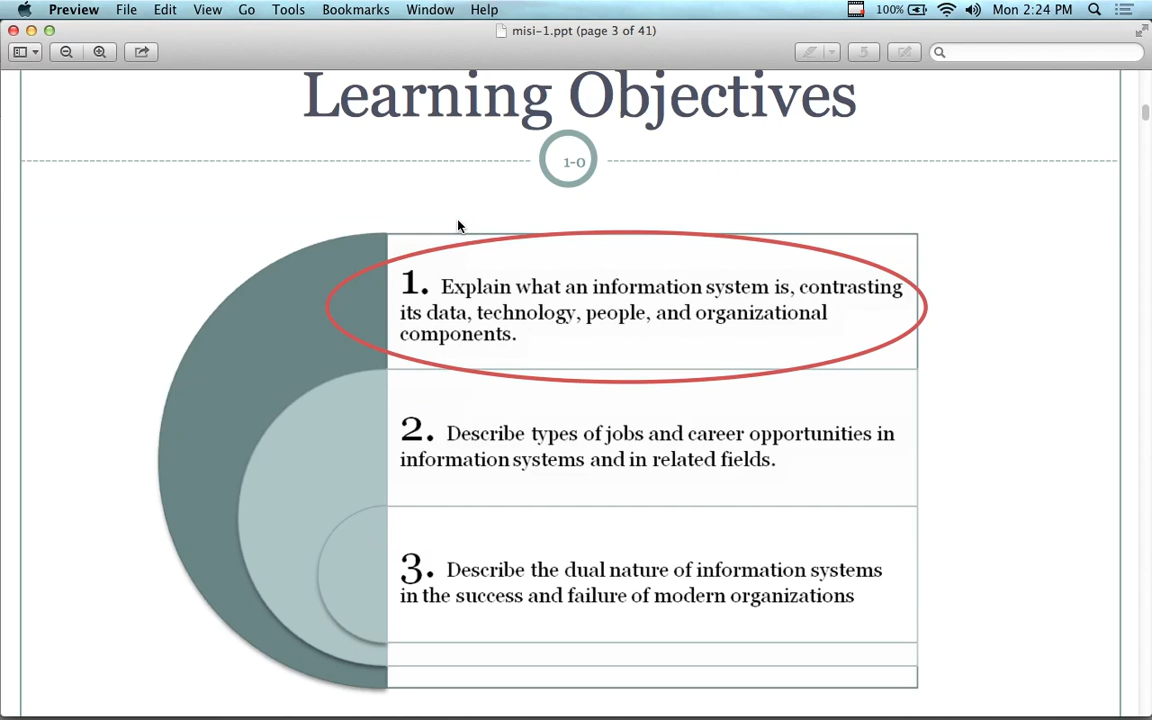 Preview File Edit View Go Tools Bookmarks Window Help 100% Mon 2:24 PM
misi-1.ppt (page 3 of 41)
Learning Objectives
1-0
1. Explain what an information system is, contrasting
its data, technology, people, and organizational
components.
2. Describe types of jobs and career opportunities in
information systems and in related fields.
3. Describe the dual nature of information systems
in the success and failure of modern organizations